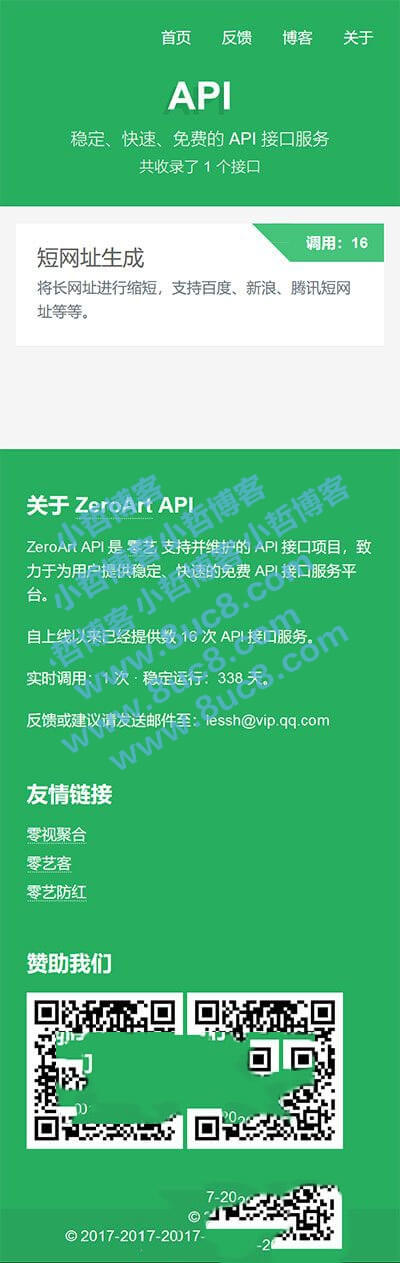 首页 反馈 博客 关于
API
稳定、快速、免费的 API 接口服务
共收录了 1 个接口
调用：16
短网址生成
将长网址进行缩短，支持百度、新浪、腾讯短网
址等等。
关于 ZeroArt API
ZeroArt API 是 零艺 支持并维护的 API 接口项目，致
力于为用户提供稳定、快速的免费 API 接口服务平
台。
自上线以来已经提供数 16 次 API 接口服务。
实时调用：1 次 · 稳定运行：338 天。
反馈或建议请发送邮件至：lessh@vip.qq.com
小哲博客 小哲博客 小哲博客
www.8uc8.com
www.8uc8.com
友情链接
零视聚合
零艺客
零艺防红
赞助我们
7-20
©
© 2017-2017-2017-